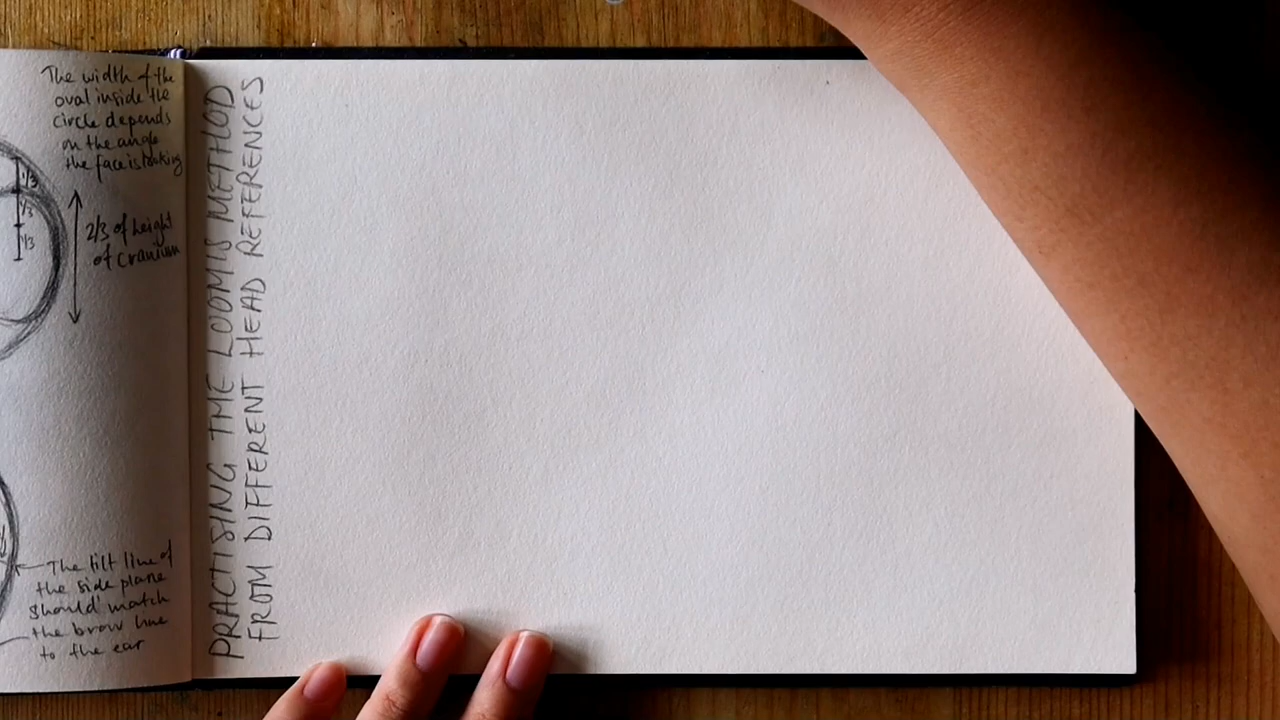 The width of the
oval inside the
circle depends
on the angle
the face is looking
1/3
1/3
1/3
2/3 of height
of cranium
The tilt line of
the side plane
should match
the brow line
to the ear
PRACTISING THE LOOMIS METHOD
FROM DIFFERENT HEAD REFERENCES